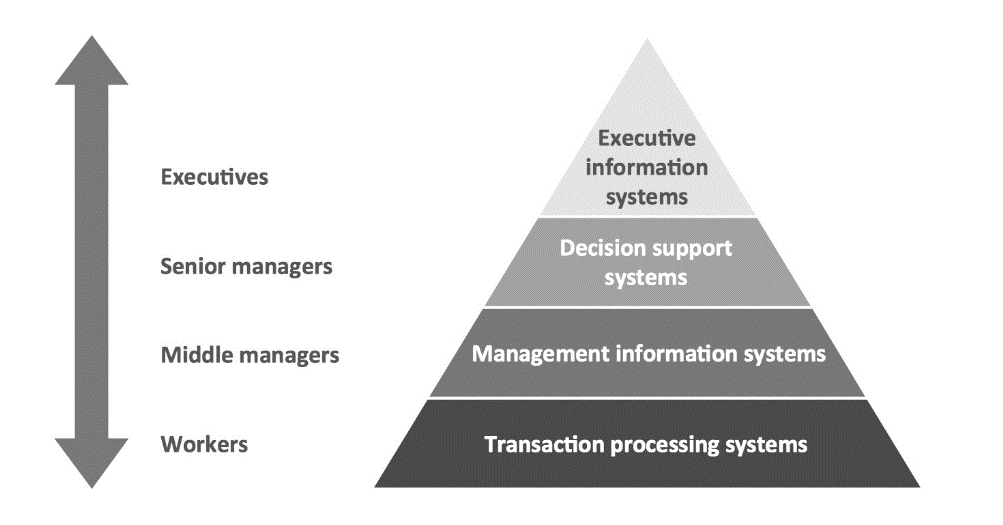 Executive
information
systems
Executives
Decision support
systems
Senior managers
Management information systems
Middle managers
Transaction processing systems
Workers